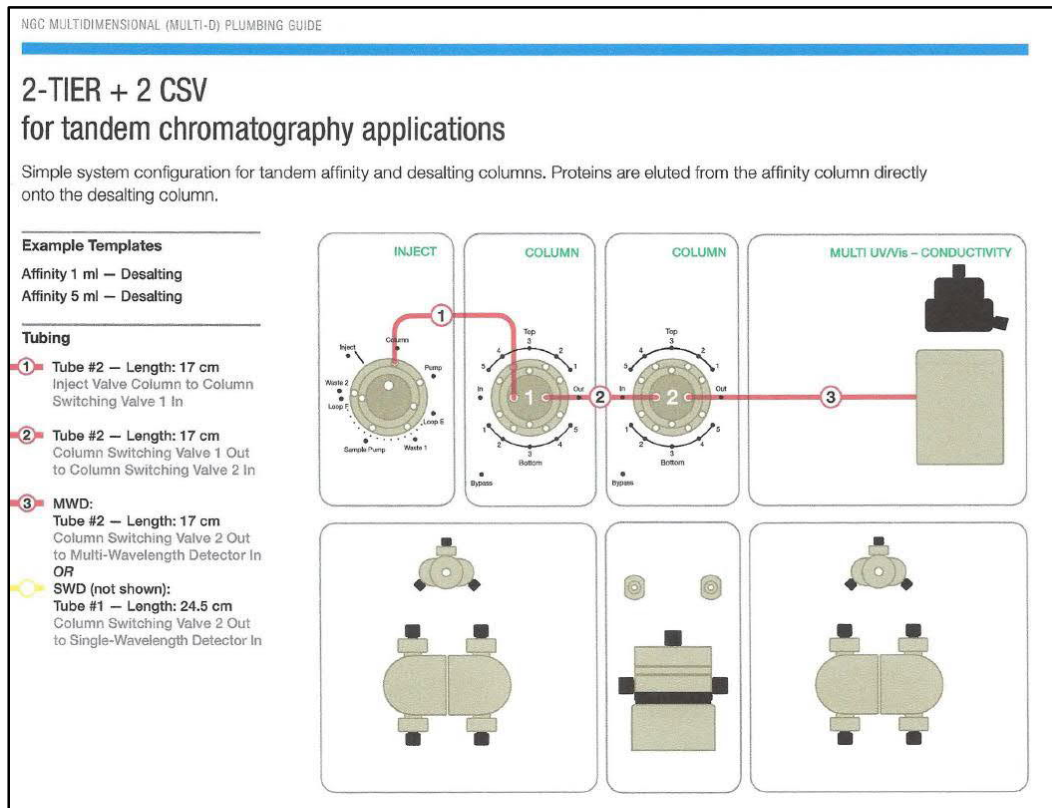 NGC MULTIDIMENSIONAL (MULTI-D) PLUMBING GUIDE
2-TIER + 2 CSV
for tandem chromatography applications
Simple system configuration for tandem affinity and desalting columns. Proteins are eluted from the affinity column directly
onto the desalting column.
Example Templates
Affinity 1 ml — Desalting
Affinity 5 ml — Desalting
Tubing
1 Tube #2 — Length: 17 cm
Inject Valve Column to Column
Switching Valve 1 In
2 Tube #2 — Length: 17 cm
Column Switching Valve 1 Out
to Column Switching Valve 2 In
3 MWD:
Tube #2 — Length: 17 cm
Column Switching Valve 2 Out
to Multi-Wavelength Detector In
OR
SWD (not shown):
Tube #1 — Length: 24.5 cm
Column Switching Valve 2 Out
to Single-Wavelength Detector In
INJECT
1
Column
Inject
Pump
Waste 2
Loop F
Loop E
Sample Pump
Waste 1
COLUMN
Top
3
4 2
5 1
In 1 Out
1 5
2 4
3
Bottom
Bypass
2
COLUMN
Top
3
4 2
5 1
In 2 Out
1 5
2 4
3
Bottom
Bypass
MULTI UV/Vis – CONDUCTIVITY
3